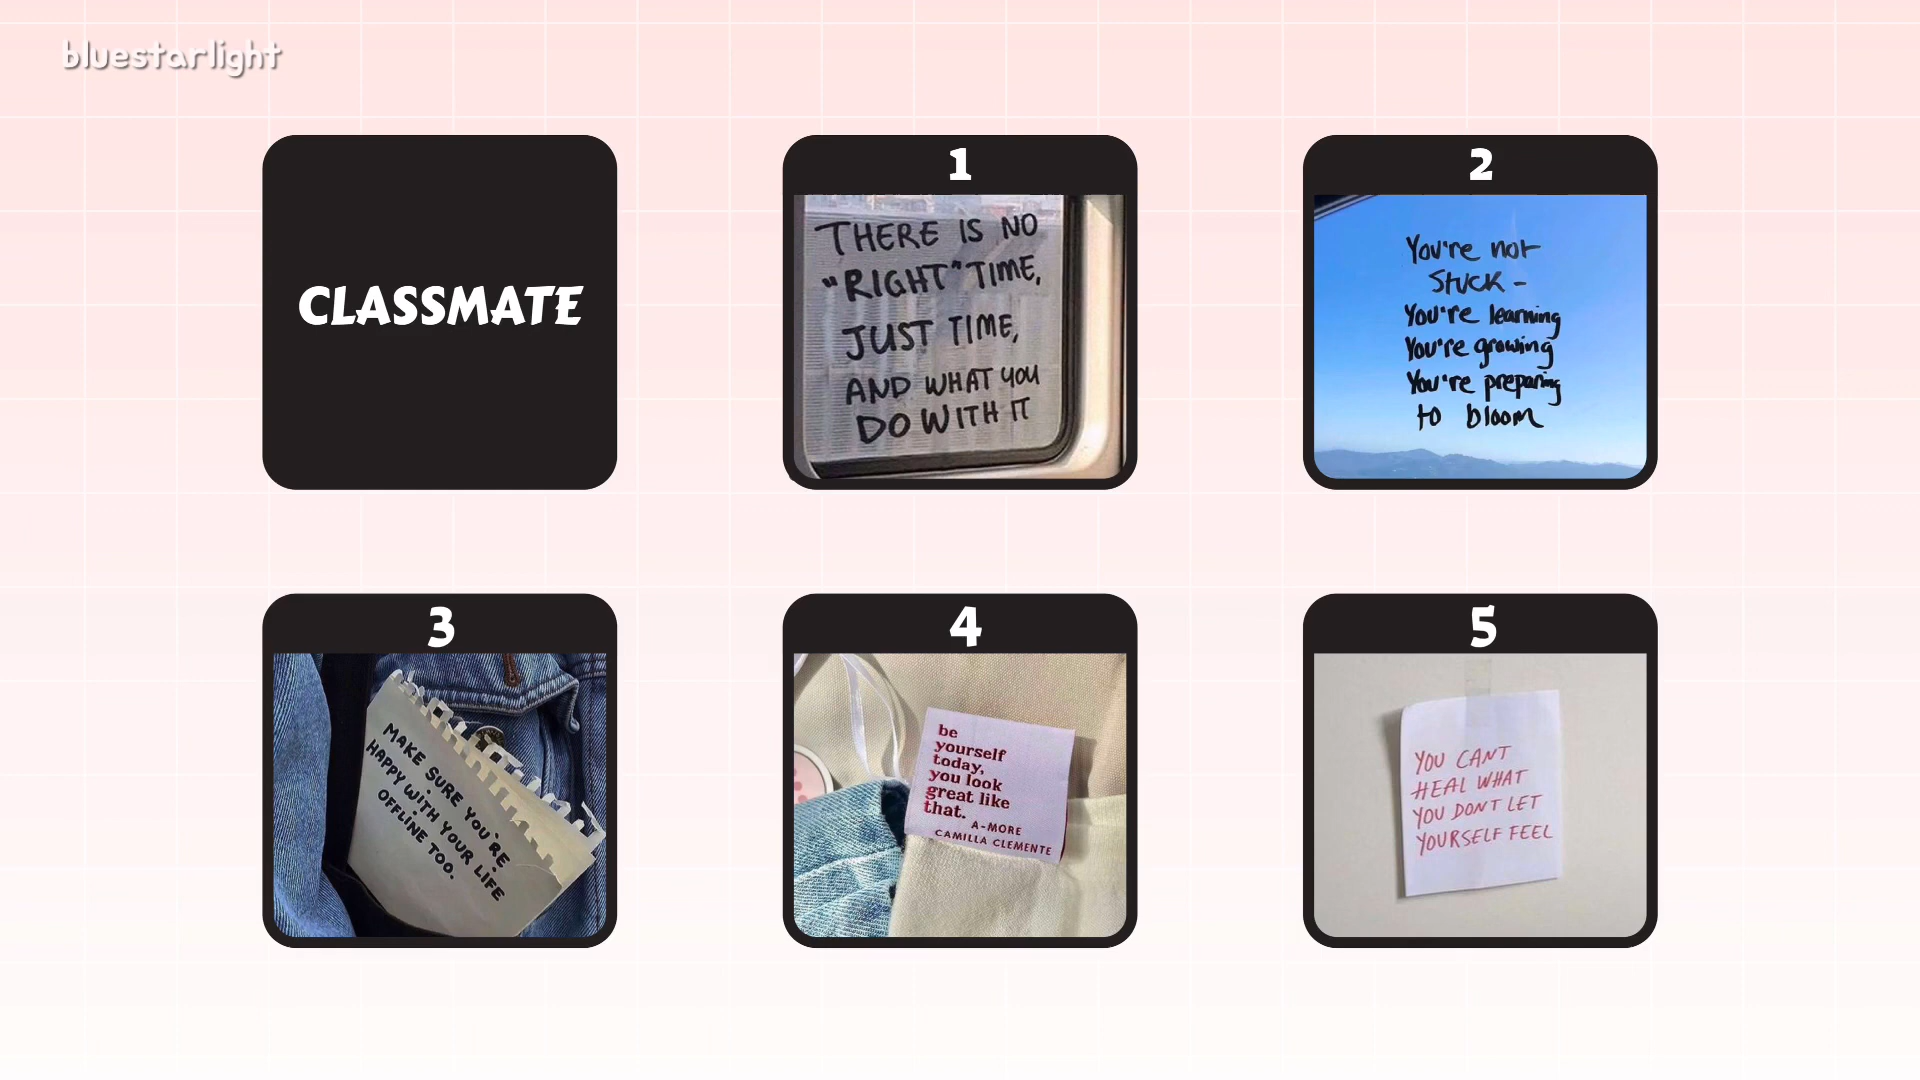 bluestarlight
CLASSMATE
1
THERE IS NO
"RIGHT" TIME,
JUST TIME,
AND WHAT YOU
DO WITH IT
2
You're not
stuck -
You're learning
You're growing
You're preparing
to bloom
3
MAKE SURE YOU'RE
HAPPY WITH YOUR LIFE
OFFLINE TOO.
4
be
yourself
today,
you look
great like
that.
A-MORE
CAMILLA CLEMENTE
5
YOU CANT
HEAL WHAT
YOU DONT LET
YOURSELF FEEL